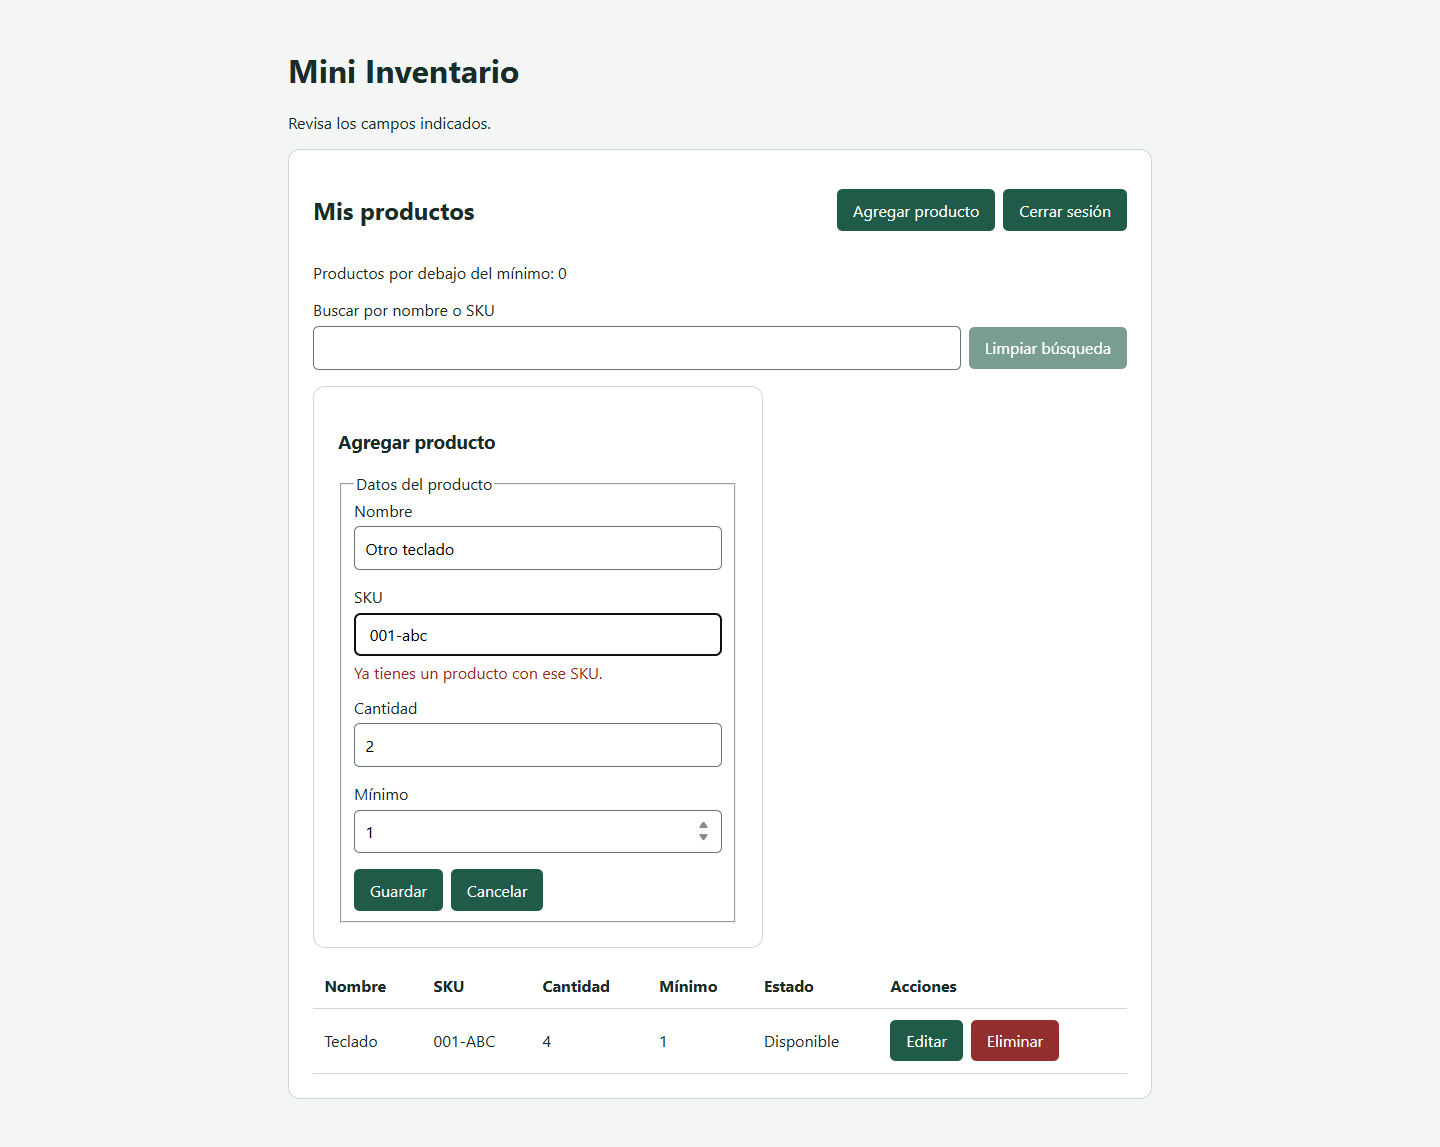 Mini Inventario
Revisa los campos indicados.
Mis productos
Agregar producto
Cerrar sesión
Productos por debajo del mínimo: 0
Buscar por nombre o SKU
Limpiar búsqueda
Agregar producto
Datos del producto
Nombre
Otro teclado
SKU
001-abc
Ya tienes un producto con ese SKU.
Cantidad
2
Mínimo
1
Guardar Cancelar
Nombre SKU Cantidad Mínimo Estado Acciones
Teclado 001-ABC 4 1 Disponible Editar Eliminar